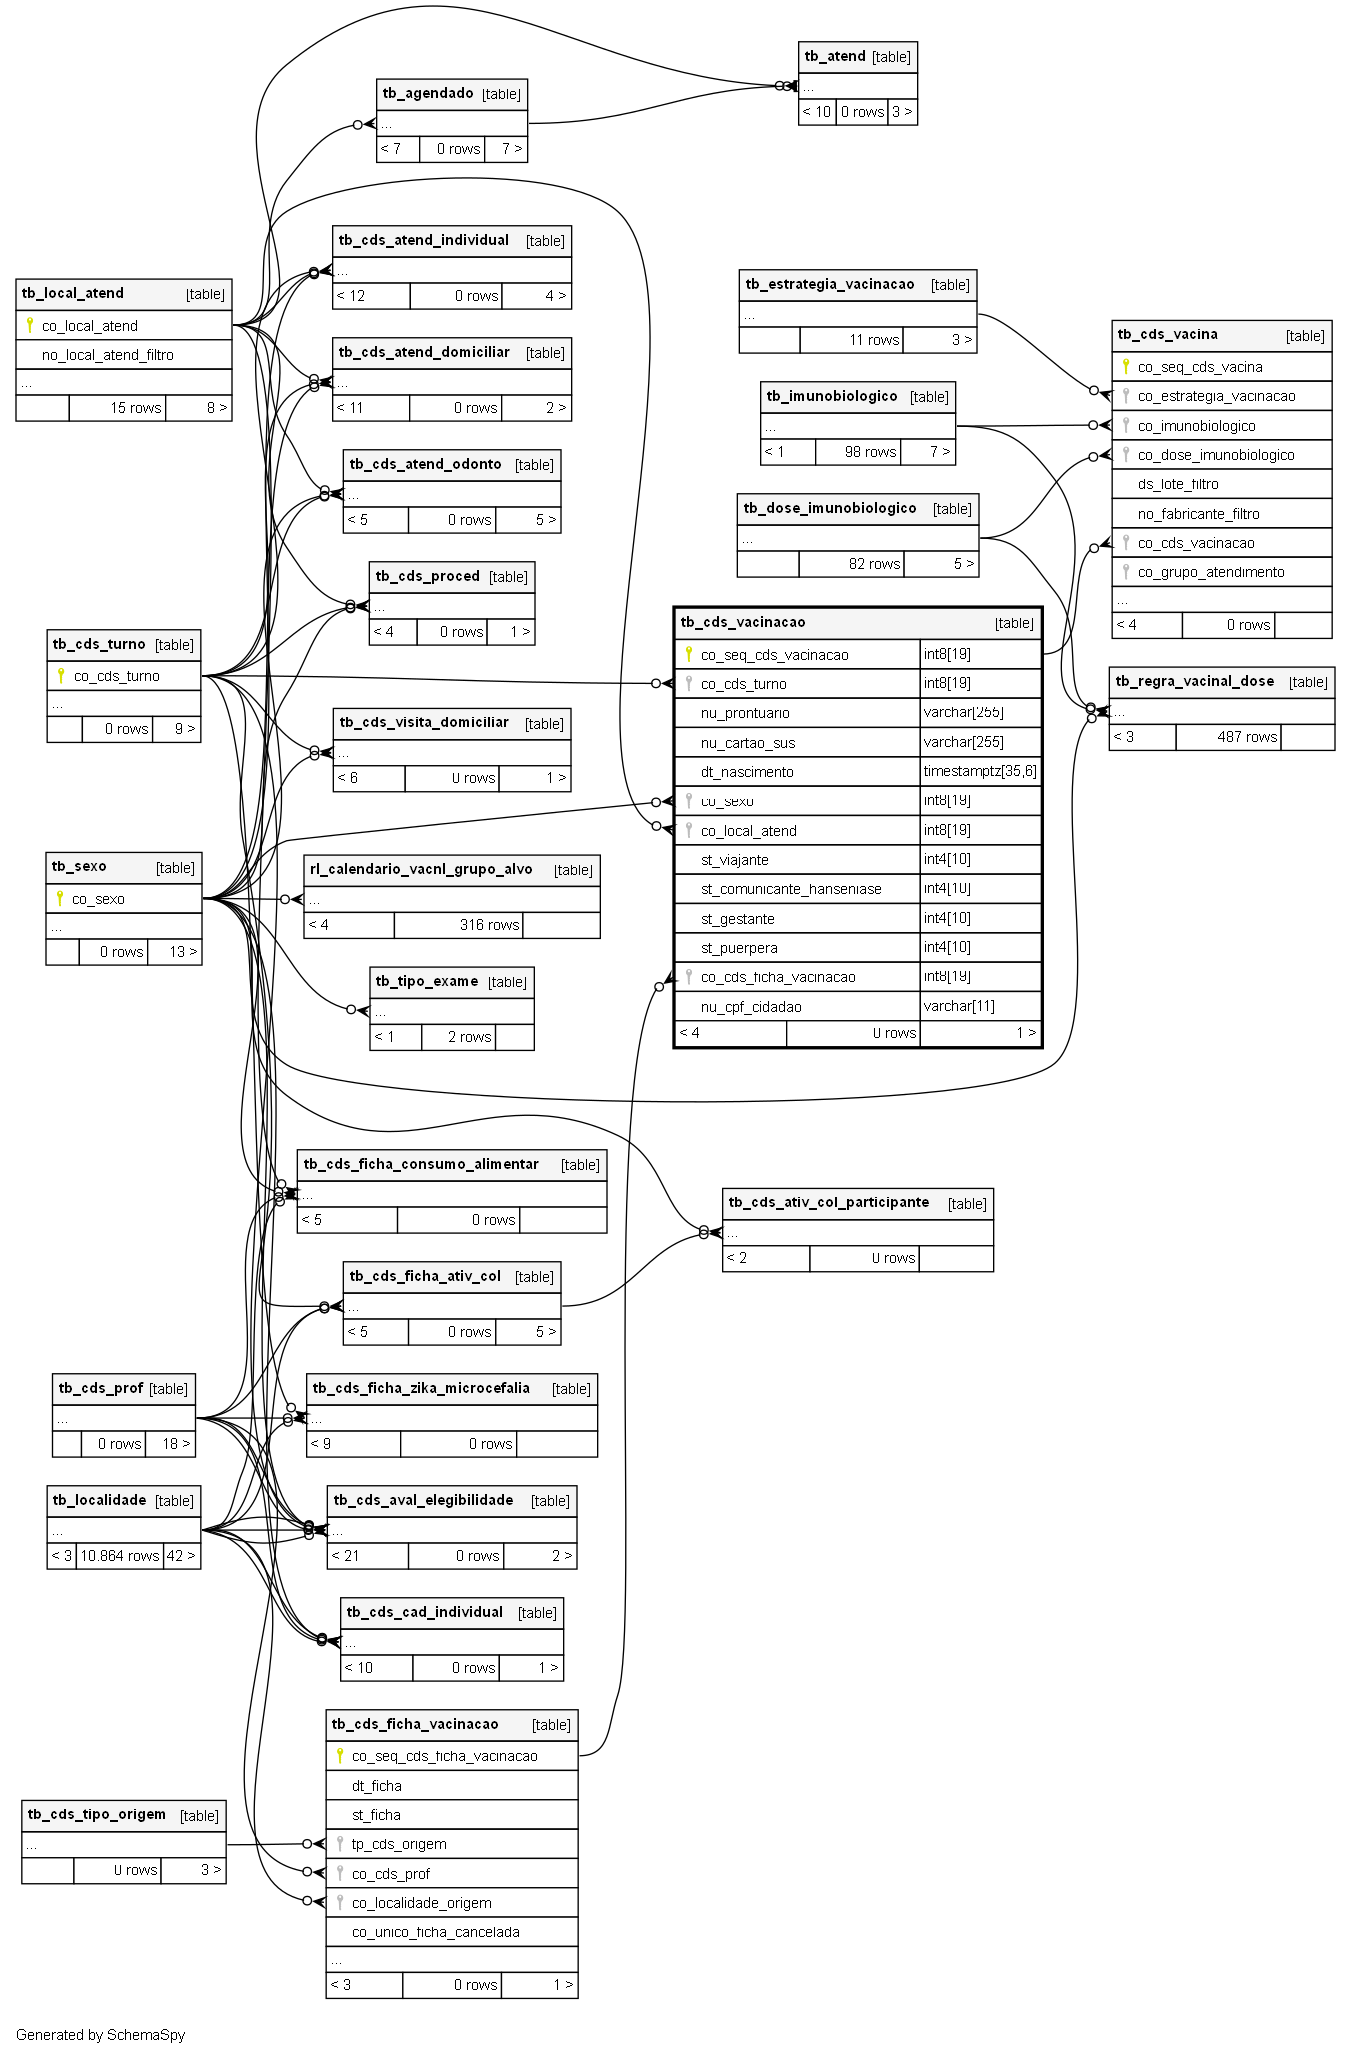 tb_atend [table]
...
< 10 0 rows 3 >
tb_agendado [table]
...
< 7 0 rows 7 >
tb_cds_atend_individual [table]
...
< 12 0 rows 4 >
tb_local_atend [table]
co_local_atend
no_local_atend_filtro
...
15 rows 8 >
tb_cds_atend_domiciliar [table]
...
< 11 0 rows 2 >
tb_cds_atend_odonto [table]
...
< 5 0 rows 5 >
tb_cds_proced [table]
...
< 4 0 rows 1 >
tb_estrategia_vacinacao [table]
...
11 rows 3 >
tb_imunobiologico [table]
...
< 1 98 rows 7 >
tb_dose_imunobiologico [table]
...
82 rows 5 >
tb_cds_vacina [table]
co_seq_cds_vacina
co_estrategia_vacinacao
co_imunobiologico
co_dose_imunobiologico
ds_lote_filtro
no_fabricante_filtro
co_cds_vacinacao
co_grupo_atendimento
...
< 4 0 rows
tb_cds_turno [table]
co_cds_turno
...
0 rows 9 >
tb_cds_vacinacao [table]
co_seq_cds_vacinacao int8[19]
co_cds_turno int8[19]
nu_prontuario varchar[255]
nu_cartao_sus varchar[255]
dt_nascimento timestamptz[35,6]
co_sexo int8[19]
co_local_atend int8[19]
st_viajante int4[10]
st_comunicante_hanseniase int4[10]
st_gestante int4[10]
st_puerpera int4[10]
co_cds_ficha_vacinacao int8[19]
nu_cpf_cidadao varchar[11]
< 4 0 rows 1 >
tb_regra_vacinal_dose [table]
...
< 3 487 rows
tb_cds_visita_domiciliar [table]
...
< 6 0 rows 1 >
tb_sexo [table]
co_sexo
...
0 rows 13 >
rl_calendario_vacnl_grupo_alvo [table]
...
< 4 316 rows
tb_tipo_exame [table]
...
< 1 2 rows
tb_cds_ficha_consumo_alimentar [table]
...
< 5 0 rows
tb_cds_ativ_col_participante [table]
...
< 2 0 rows
tb_cds_ficha_ativ_col [table]
...
< 5 0 rows 5 >
tb_cds_prof [table]
...
0 rows 18 >
tb_cds_ficha_zika_microcefalia [table]
...
< 9 0 rows
tb_localidade [table]
...
< 3 10.864 rows 42 >
tb_cds_aval_elegibilidade [table]
...
< 21 0 rows 2 >
tb_cds_cad_individual [table]
...
< 10 0 rows 1 >
tb_cds_ficha_vacinacao [table]
co_seq_cds_ficha_vacinacao
dt_ficha
st_ficha
tp_cds_origem
co_cds_prof
co_localidade_origem
co_unico_ficha_cancelada
...
< 3 0 rows 1 >
tb_cds_tipo_origem [table]
...
0 rows 3 >
Generated by SchemaSpy